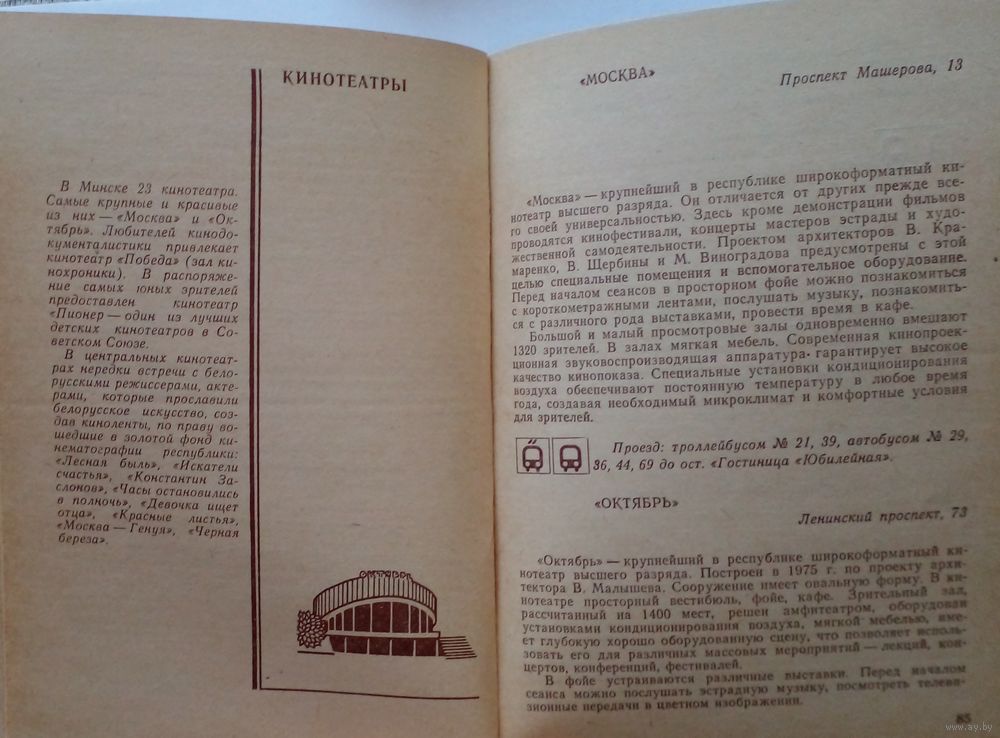 КИНОТЕАТРЫ
В Минске 23 кинотеатра.
Самые крупные и красивые
из них — «Москва» и «Ок-
тябрь». Любителей кинодо-
кументалистики привлекает
кинотеатр «Победа» (зал ки-
нохроники). В распоряже-
ние самых юных зрителей
предоставлен кинотеатр
«Пионер — один из лучших
детских кинотеатров в Со-
ветском Союзе.
В центральных кинотеат-
рах нередки встречи с бело-
русскими режиссерами, акте-
рами, которые прославили
белорусское искусство, соз-
дав киноленты, по праву во-
шедшие в золотой фонд ки-
нематографии республики:
«Лесная быль», «Искатели
счастья», «Константин Зас-
лонов», «Часы остановились
в полночь», «Девочка ищет
отца», «Красные листья»,
«Москва — Генуя», «Черная
береза».
ОКТЯБРЬ
«МОСКВА»
Проспект Машерова, 13
«Москва» — крупнейший в республике широкоформатный ки-
нотеатр высшего разряда. Он отличается от других прежде все-
го своей универсальностью. Здесь кроме демонстрации фильмов
проводятся кинофестивали, концерты мастеров эстрады и худо-
жественной самодеятельности. Проектом архитекторов В. Кра-
маренко, В. Щербины и М. Виноградова предусмотрены с этой
целью специальные помещения и вспомогательное оборудование.
Перед началом сеансов в просторном фойе можно познакомиться
с короткометражными лентами, послушать музыку, познакомить-
ся с различного рода выставками, провести время в кафе.
Большой и малый просмотровые залы одновременно вмешают
1320 зрителей. В залах мягкая мебель. Современная кинопроек-
ционная звуковоспроизводящая аппаратура гарантирует высокое
качество кинопоказа. Специальные установки кондиционирования
воздуха обеспечивают постоянную температуру в любое время
года, создавая необходимый микроклимат и комфортные условия
для зрителей.
Проезд: троллейбусом № 21, 39, автобусом № 29,
36, 44, 69 до ост. «Гостиница «Юбилейная».
«ОКТЯБРЬ»
Ленинский проспект, 73
«Октябрь» — крупнейший в республике широкоформатный ки-
нотеатр высшего разряда. Построен в 1975 г. по проекту архи-
тектора В. Малышева. Сооружение имеет овальную форму. В ки-
нотеатре просторный вестибюль, фойе, кафе. Зрительный зал,
рассчитанный на 1400 мест, решен амфитеатром, оборудован
установками кондиционирования воздуха, мягкой мебелью, име-
ет глубокую хорошо оборудованную сцену, что позволяет исполь-
зовать его для различных массовых мероприятий — лекций, кон-
цертов, конференций, фестивалей.
В фойе устраиваются различные выставки. Перед началом
сеанса можно послушать эстрадную музыку, посмотреть телеви-
зионные передачи в цветном изображении.
85
www.ay.by